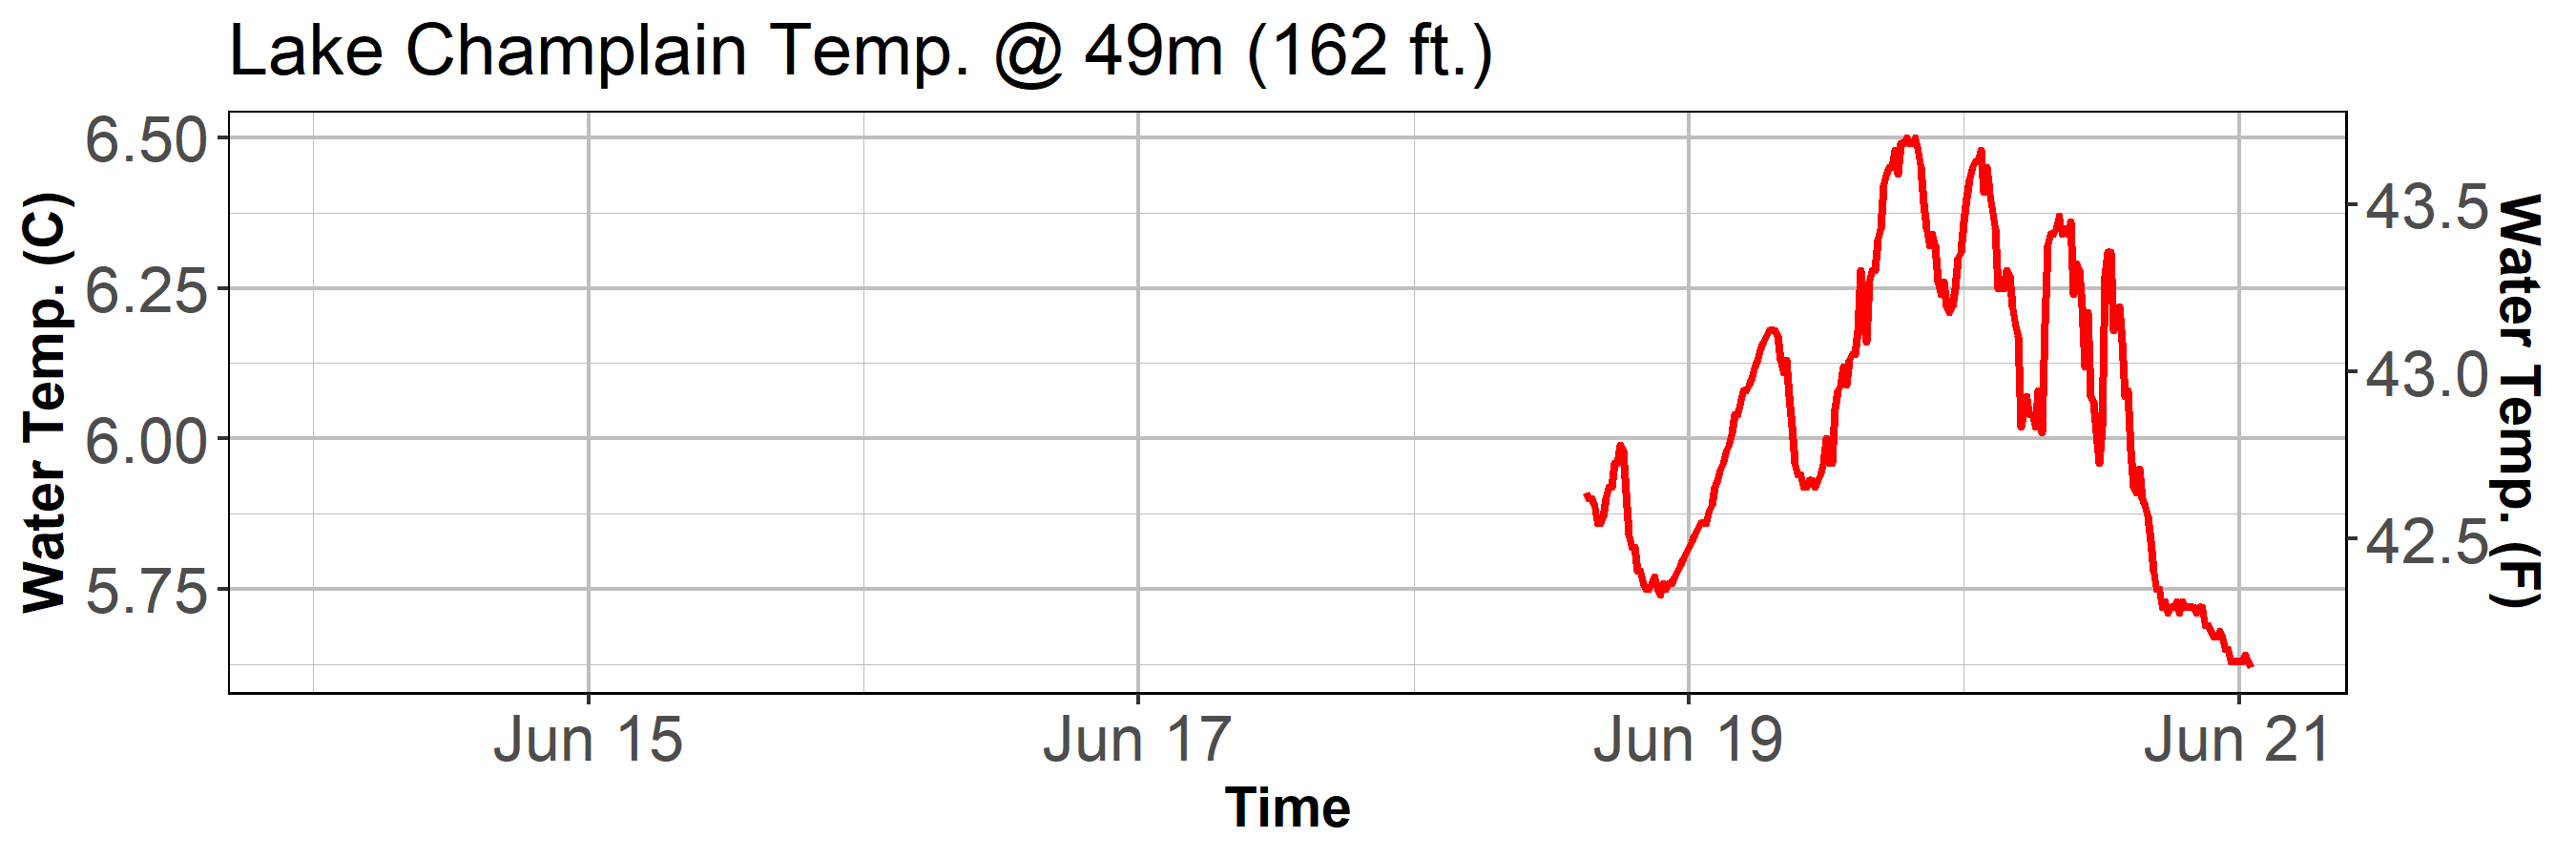 Lake Champlain Temp. @ 49m (162 ft.)
Water Temp. (C)
6.50
6.25
6.00
5.75
43.5
43.0
42.5
Water Temp. (F)
Jun 15
Jun 17
Jun 19
Jun 21
Time